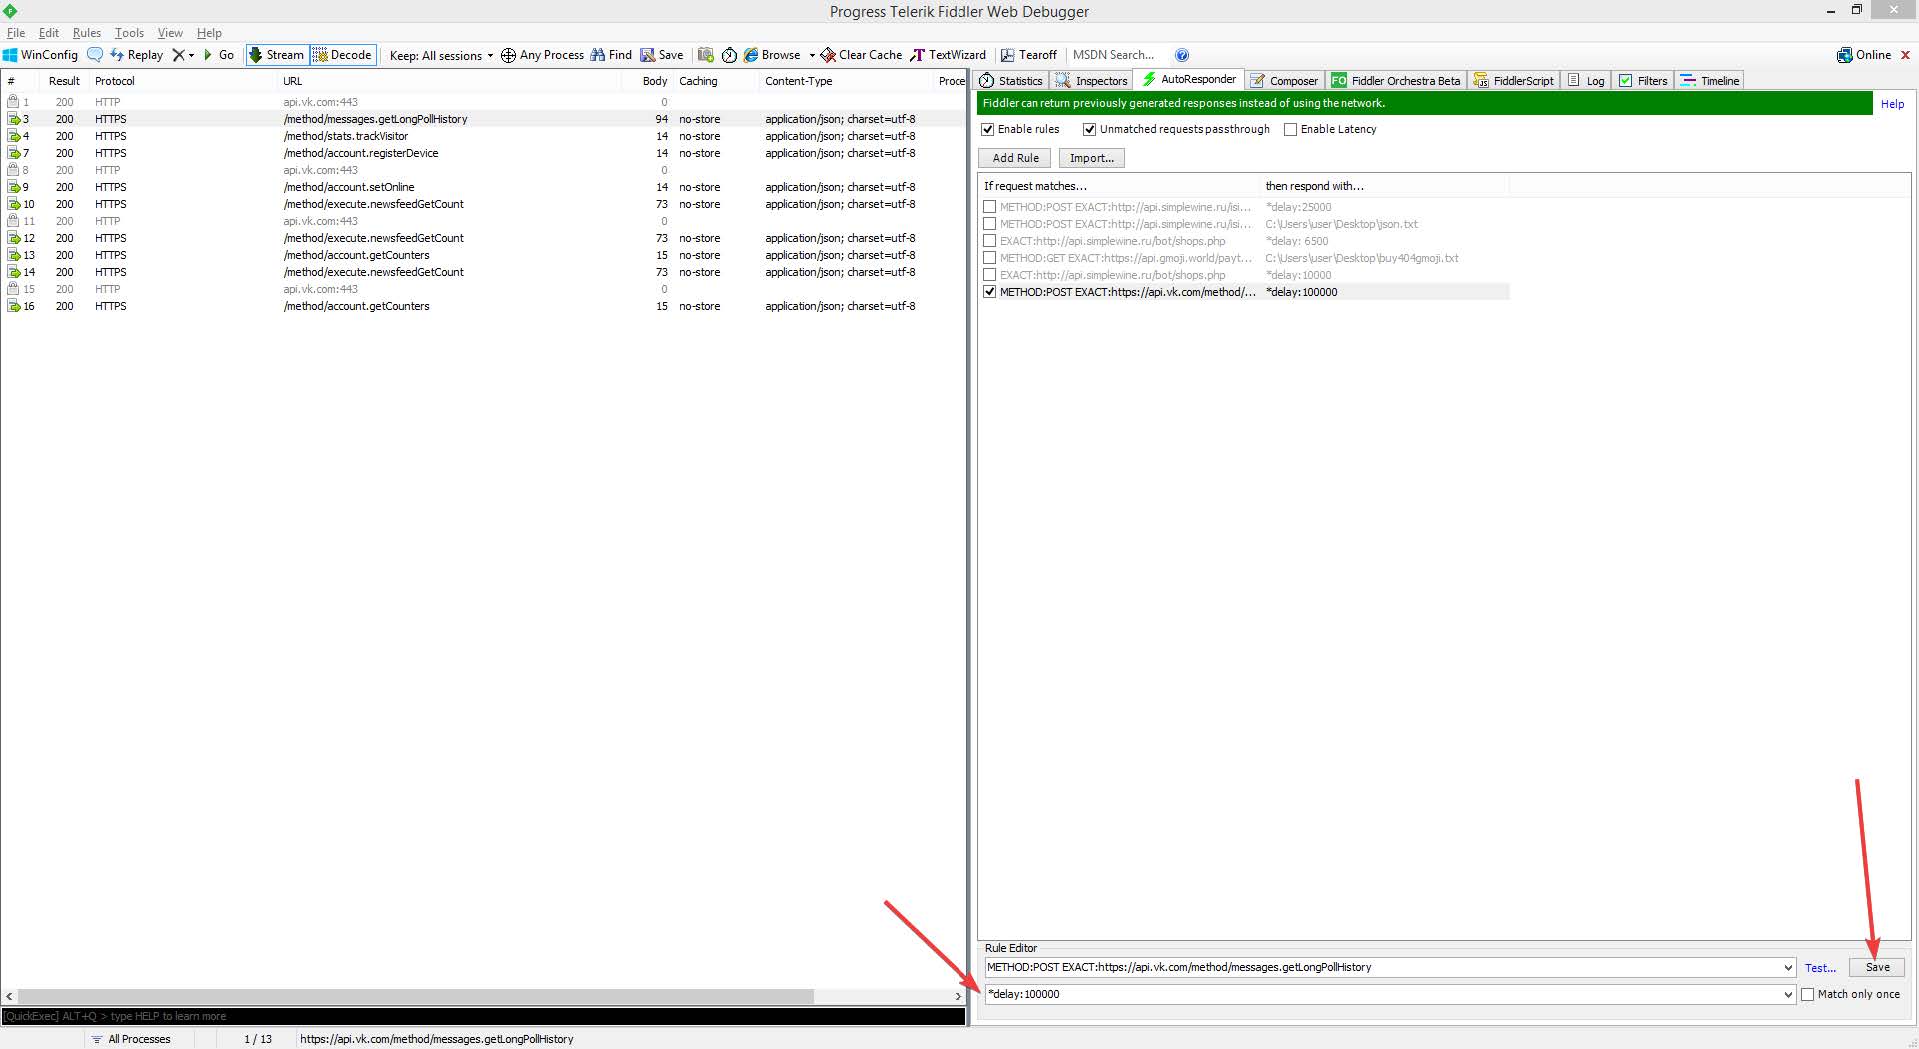 Progress Telerik Fiddler Web Debugger
File Edit Rules Tools View Help
WinConfig Replay Go Stream Decode Keep: All sessions Any Process Find Save Browse Clear Cache TextWizard Tearoff MSDN Search... Online
# Result Protocol URL Body Caching Content-Type Proce
1 200 HTTP api.vk.com:443 0
3 200 HTTPS /method/messages.getLongPollHistory 94 no-store application/json; charset=utf-8
4 200 HTTPS /method/stats.trackVisitor 14 no-store application/json; charset=utf-8
7 200 HTTPS /method/account.registerDevice 14 no-store application/json; charset=utf-8
8 200 HTTP api.vk.com:443 0
9 200 HTTPS /method/account.setOnline 14 no-store application/json; charset=utf-8
10 200 HTTPS /method/execute.newsfeedGetCount 73 no-store application/json; charset=utf-8
11 200 HTTP api.vk.com:443 0
12 200 HTTPS /method/execute.newsfeedGetCount 73 no-store application/json; charset=utf-8
13 200 HTTPS /method/account.getCounters 15 no-store application/json; charset=utf-8
14 200 HTTPS /method/execute.newsfeedGetCount 73 no-store application/json; charset=utf-8
15 200 HTTP api.vk.com:443 0
16 200 HTTPS /method/account.getCounters 15 no-store application/json; charset=utf-8
[QuickExec] ALT+Q > type HELP to learn more
Statistics Inspectors AutoResponder Composer FO Fiddler Orchestra Beta FiddlerScript Log Filters Timeline
Fiddler can return previously generated responses instead of using the network. Help
Enable rules Unmatched requests passthrough Enable Latency
Add Rule Import...
If request matches... then respond with...
METHOD:POST EXACT:http://api.simplewine.ru/isi... *delay:25000
METHOD:POST EXACT:http://api.simplewine.ru/isi... C:\Users\user\Desktop\json.txt
EXACT:http://api.simplewine.ru/bot/shops.php *delay: 6500
METHOD:GET EXACT:https://api.gmoji.world/payt... C:\Users\user\Desktop\buy404gmoji.txt
EXACT:http://api.simplewine.ru/bot/shops.php *delay:10000
METHOD:POST EXACT:https://api.vk.com/method/... *delay:100000
Rule Editor
METHOD:POST EXACT:https://api.vk.com/method/messages.getLongPollHistory Test... Save
*delay:100000 Match only once
All Processes 1 / 13 https://api.vk.com/method/messages.getLongPollHistory